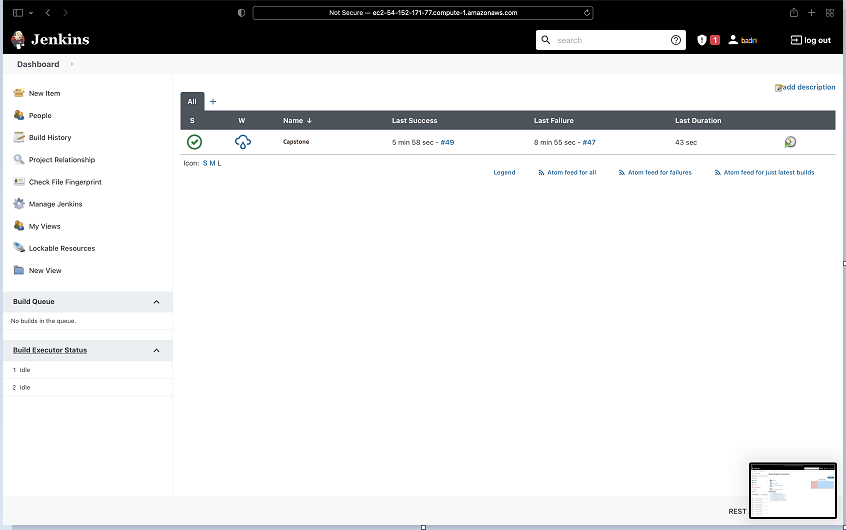 Not Secure — ec2-54-152-171-77.compute-1.amazonaws.com
Jenkins
search
1
badri
log out
Dashboard
add description
New Item
People
Build History
Project Relationship
Check File Fingerprint
Manage Jenkins
My Views
Lockable Resources
New View
Build Queue
No builds in the queue.
Build Executor Status
1 Idle
2 Idle
All +
S W Name ↓ Last Success Last Failure Last Duration
Capstone 5 min 58 sec - #49 8 min 55 sec - #47 43 sec
Icon: S M L
Legend Atom feed for all Atom feed for failures Atom feed for just latest builds
REST